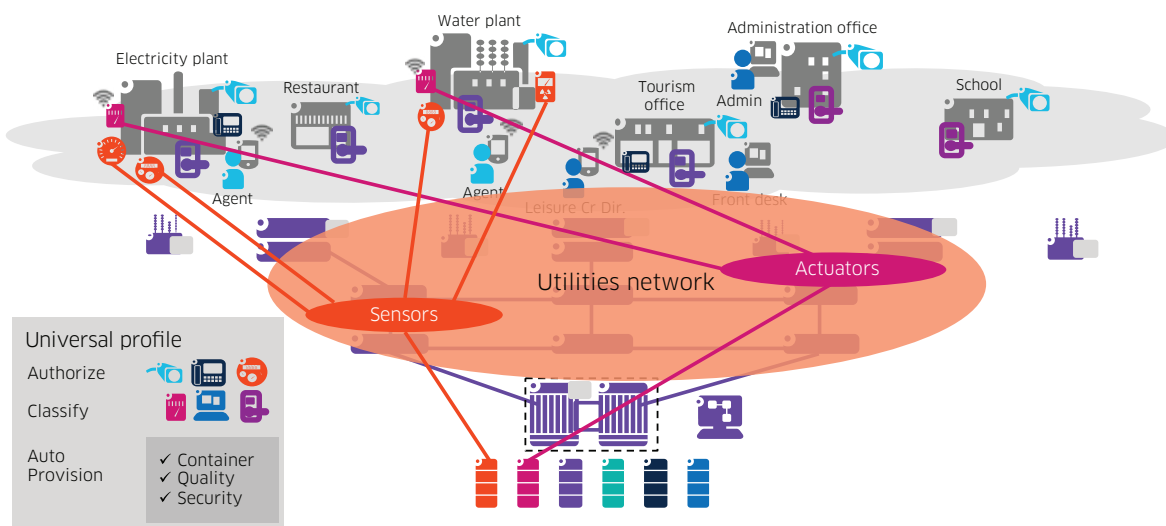 Water plant
Administration office
Electricity plant
Restaurant
Tourism
office
School
Admin
Agent
Agent
Leisure Cr Dir.
Front desk
Utilities network
Actuators
Sensors
Universal profile
Authorize
Classify
Auto
Provision
✓ Container
✓ Quality
✓ Security